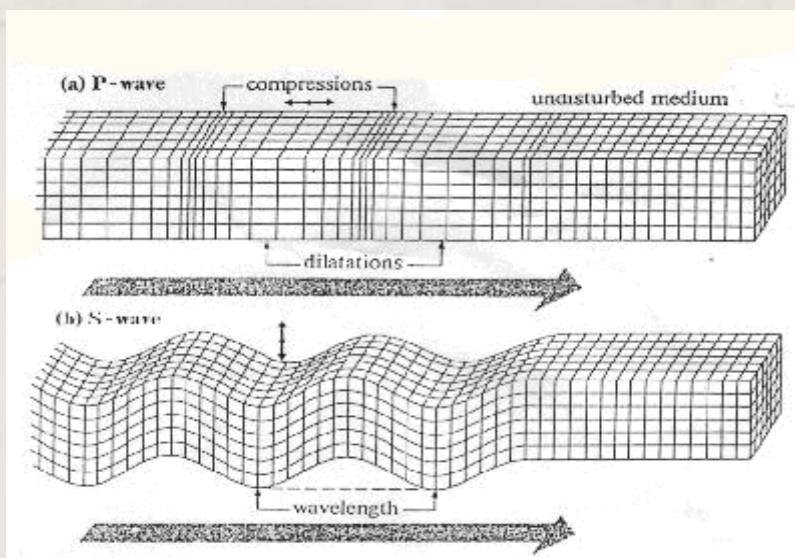 (a) P-wave
compressions
undisturbed medium
dilatations
(b) S-wave
wavelength